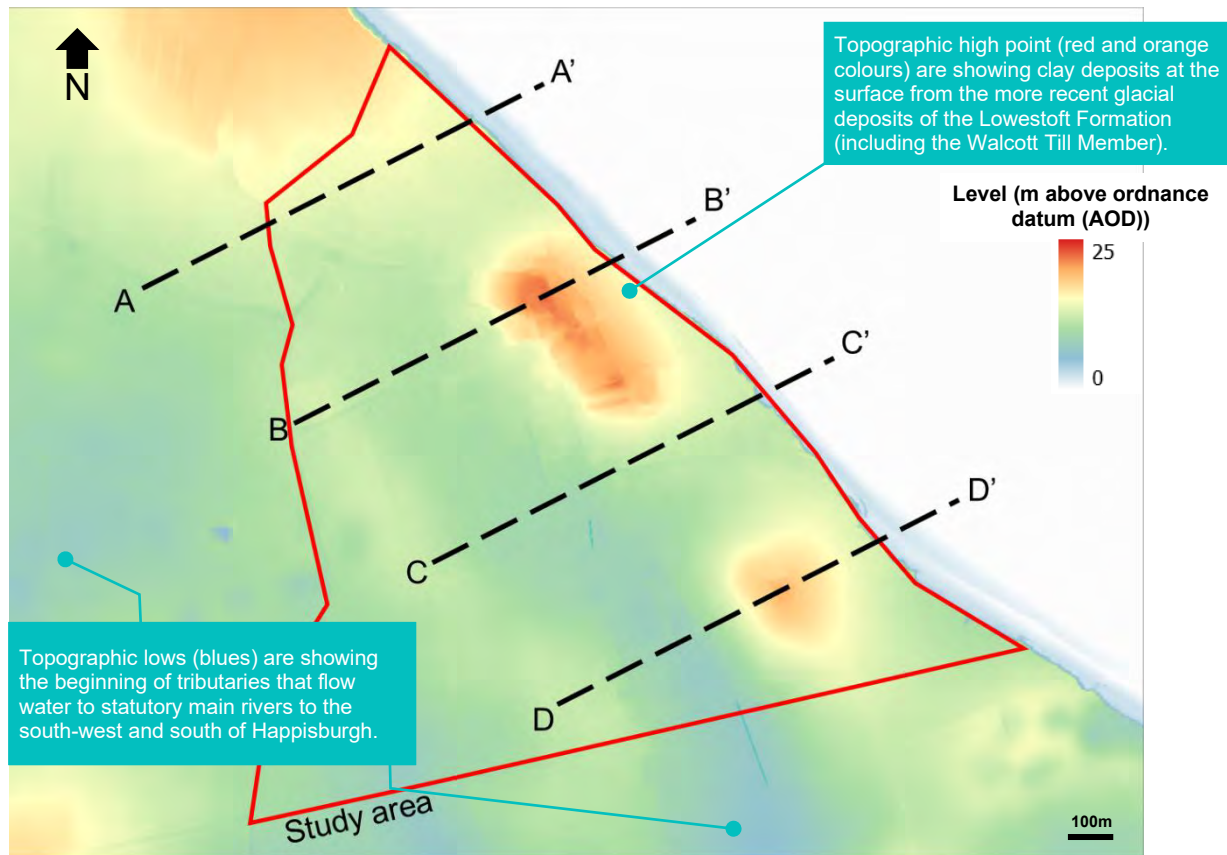 N
Topographic high point (red and orange
colours) are showing clay deposits at the
surface from the more recent glacial
deposits of the Lowestoft Formation
(including the Walcott Till Member).
Level (m above ordnance
datum (AOD))
25
0
A
A’
B
B’
C
C’
D
D’
Topographic lows (blues) are showing
the beginning of tributaries that flow
water to statutory main rivers to the
south-west and south of Happisburgh.
Study area
100m